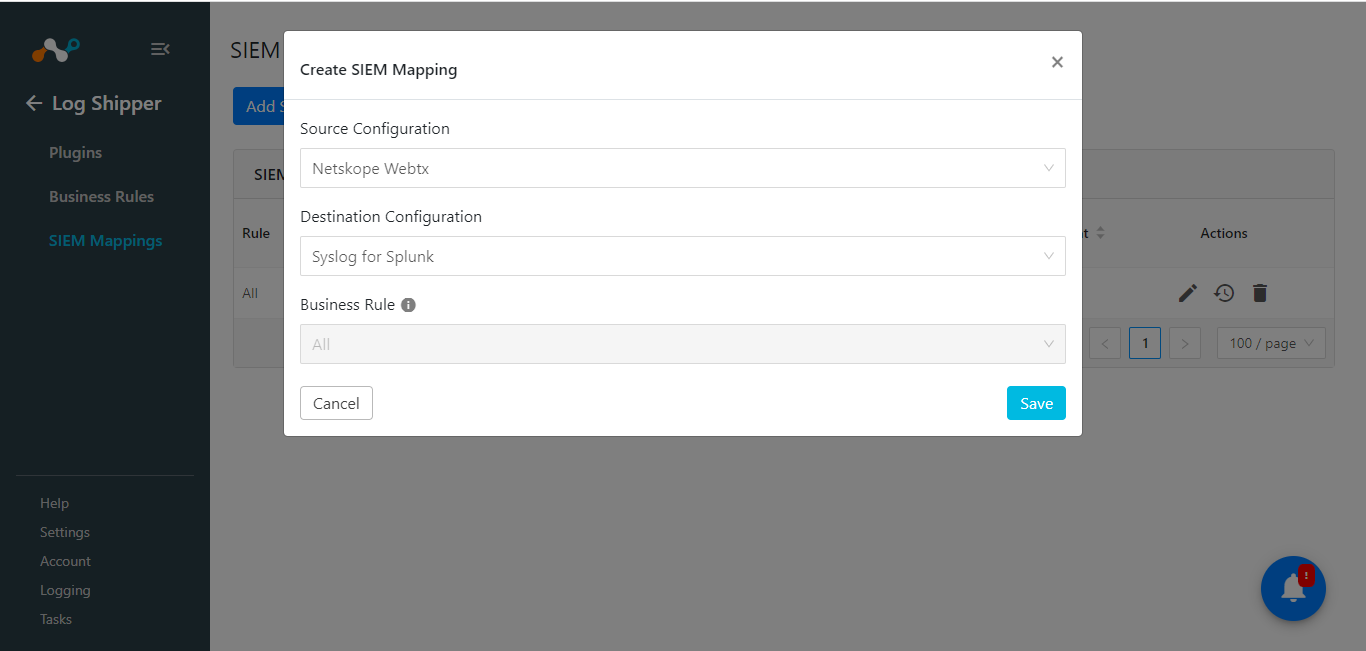 Log Shipper
Plugins
Business Rules
SIEM Mappings
Help
Settings
Account
Logging
Tasks
SIEM
Add
SIEM
Rule
Actions
All
1
100 / page
Create SIEM Mapping
Source Configuration
Netskope Webtx
Destination Configuration
Syslog for Splunk
Business Rule
All
Cancel
Save